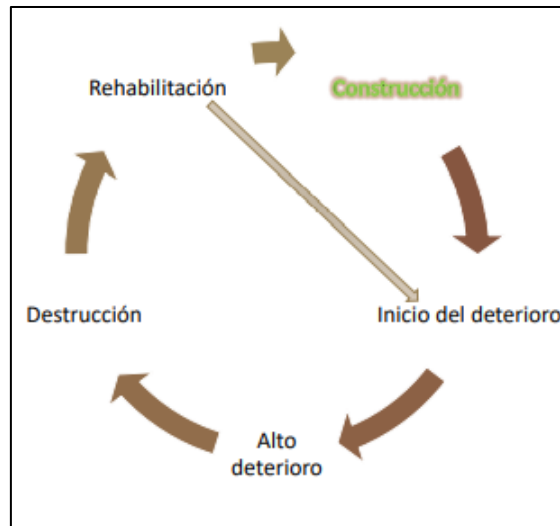 Rehabilitación
Construcción
Destrucción
Inicio del deterioro
Alto
deterioro